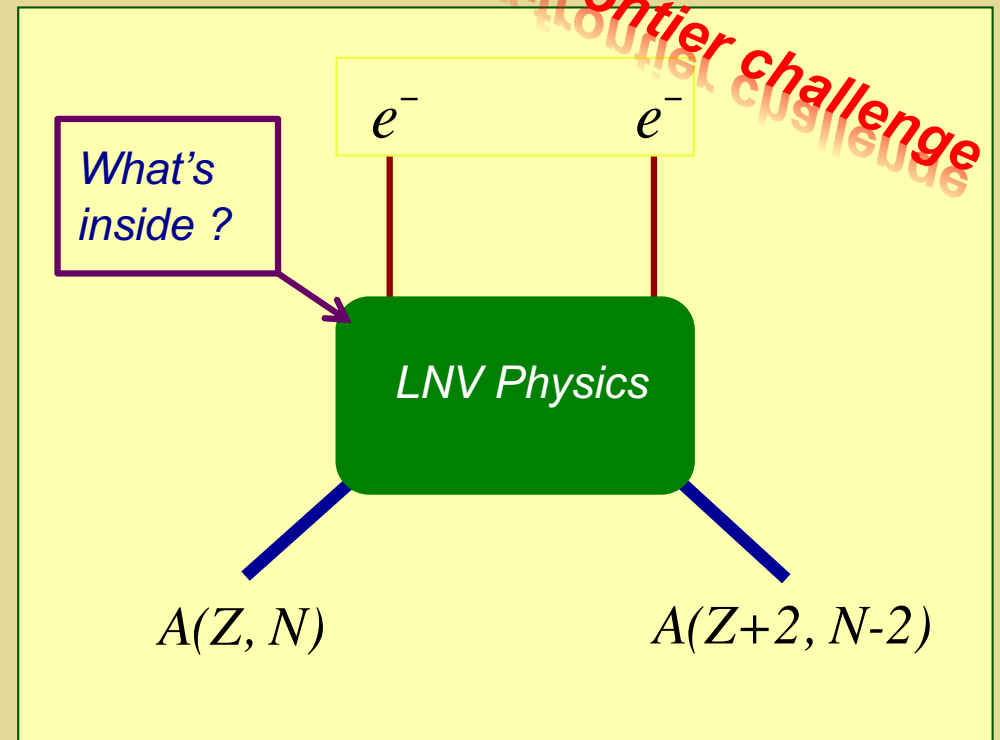 ontier challenge
e⁻ e⁻
What's
inside ?
LNV Physics
A(Z, N) A(Z+2, N-2)